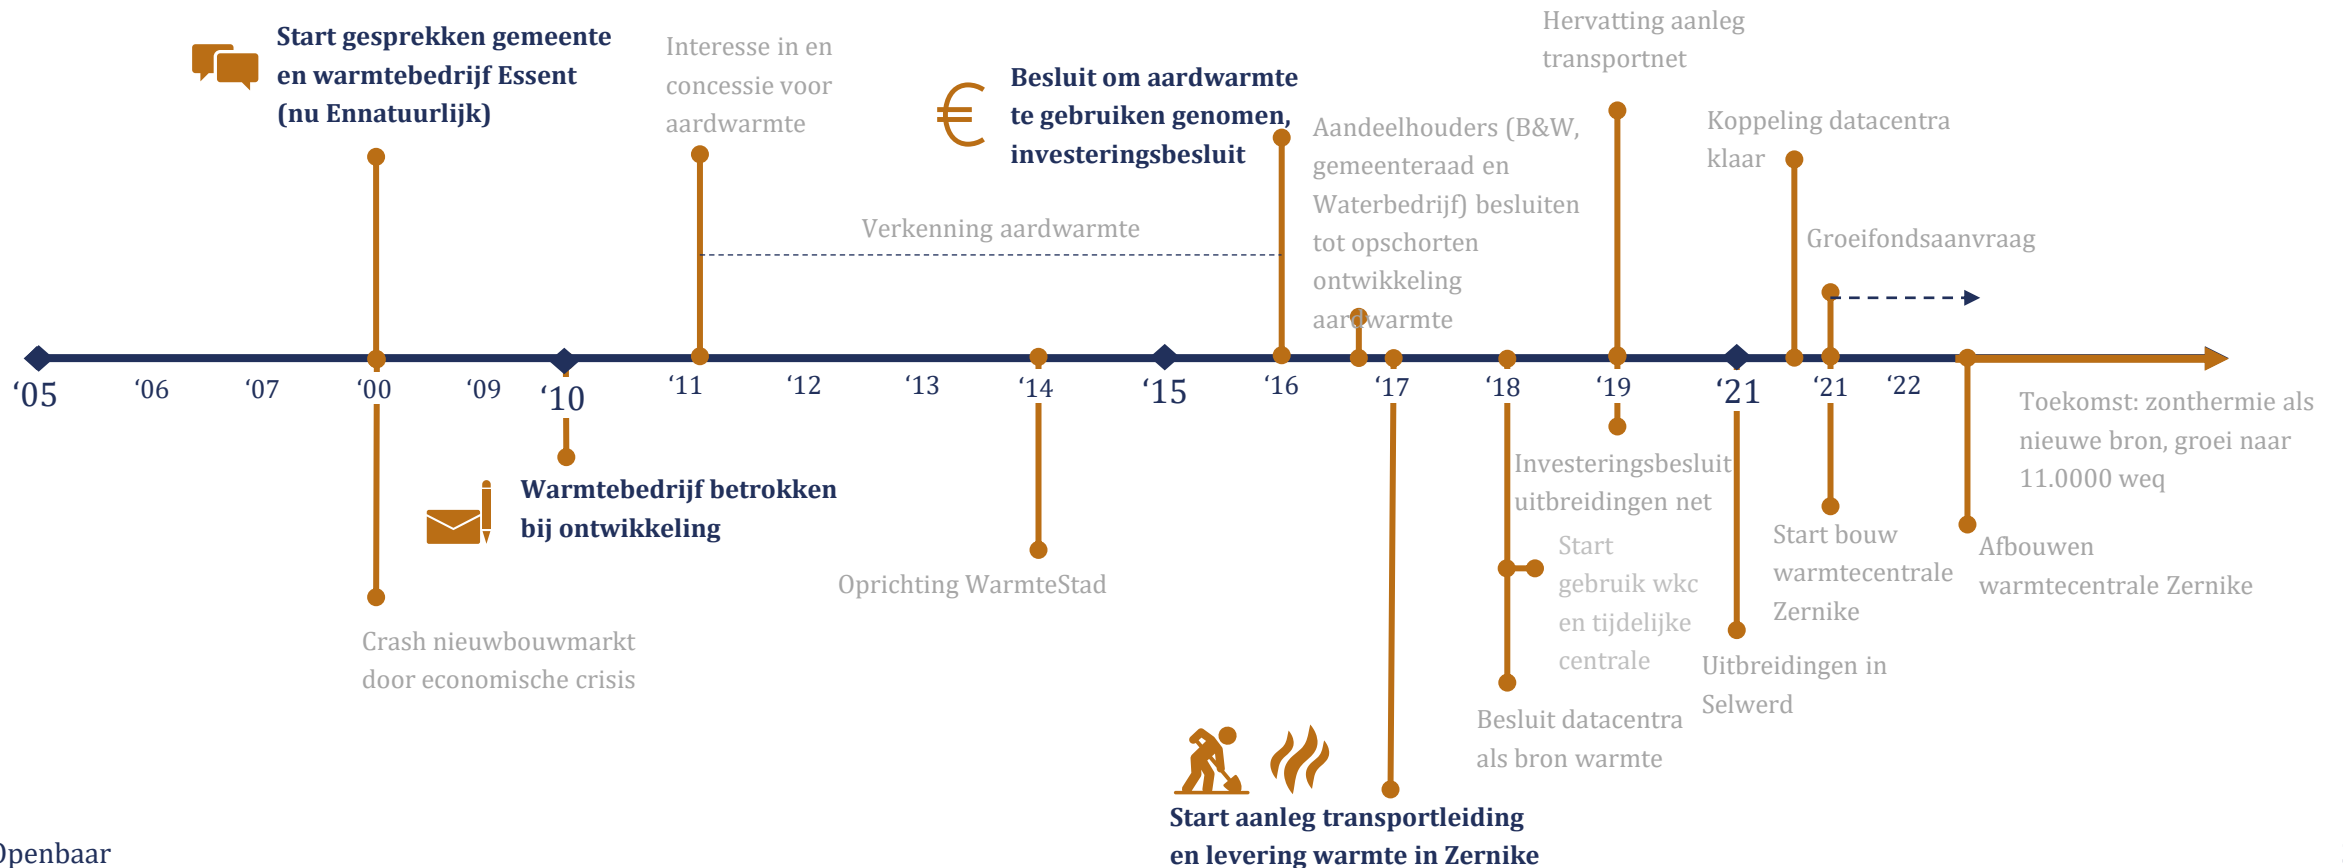 Start gesprekken gemeente
en warmtebedrijf Essent
(nu Ennatuurlijk)
Interesse in en
concessie voor
aardwarmte
Besluit om aardwarmte
te gebruiken genomen,
investeringsbesluit
Aandeelhouders (B&W,
gemeenteraad en
Waterbedrijf) besluiten
tot opschorten
ontwikkeling
aardwarmte
Hervatting aanleg
transportnet
Koppeling datacentra
klaar
Verkenning aardwarmte
Groeifondsaanvraag
‘05
‘06
‘07
‘00
‘09
‘10
‘11
‘12
‘13
‘14
‘15
‘16
‘17
‘18
‘19
‘21
‘21
‘22
Toekomst: zonthermie als
nieuwe bron, groei naar
11.0000 weq
Warmtebedrijf betrokken
bij ontwikkeling
Investeringsbesluit
uitbreidingen net
Start
gebruik wkc
en tijdelijke
centrale
Start bouw
warmtecentrale
Zernike
Afbouwen
warmtecentrale Zernike
Oprichting WarmteStad
Crash nieuwbouwmarkt
door economische crisis
Uitbreidingen in
Selwerd
Besluit datacentra
als bron warmte
Start aanleg transportleiding
en levering warmte in Zernike
Openbaar